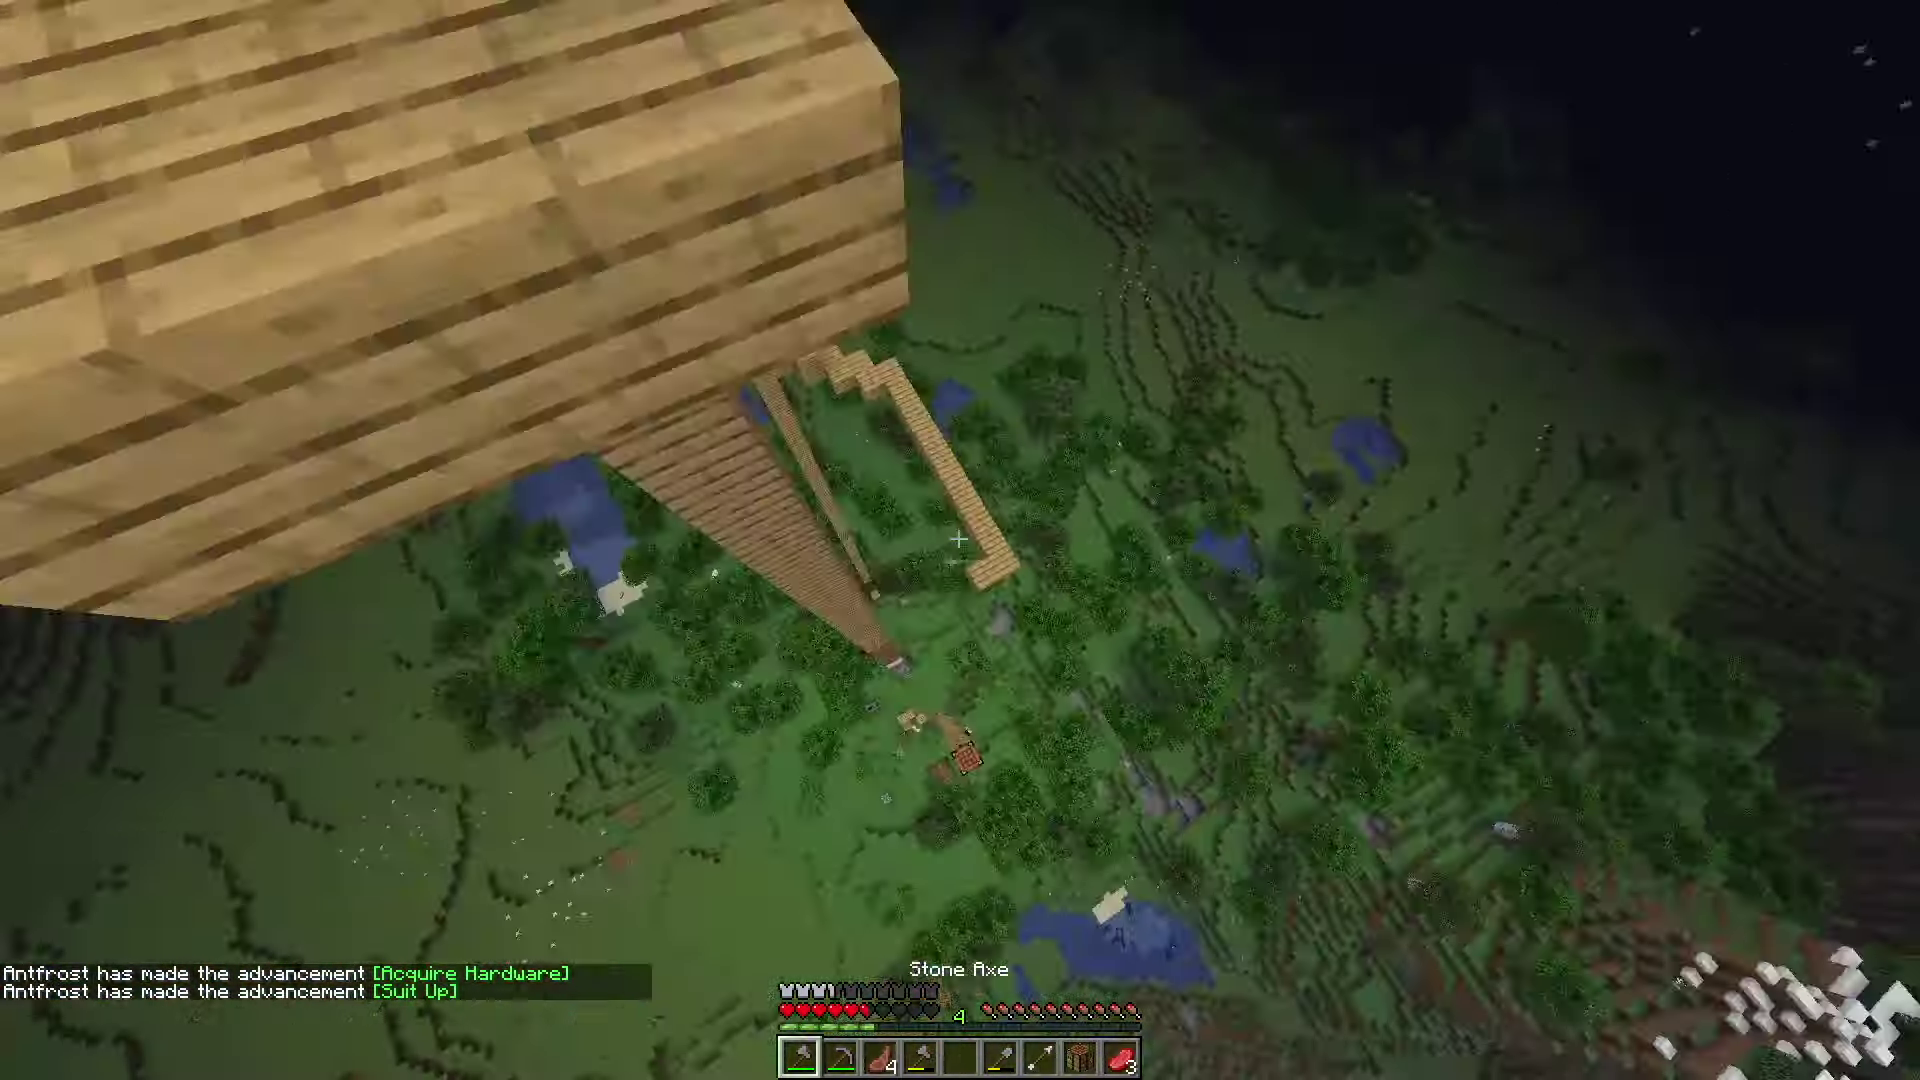 Antfrost has made the advancement [Acquire Hardware]
Antfrost has made the advancement [Suit Up]
Stone Axe
4
4
3